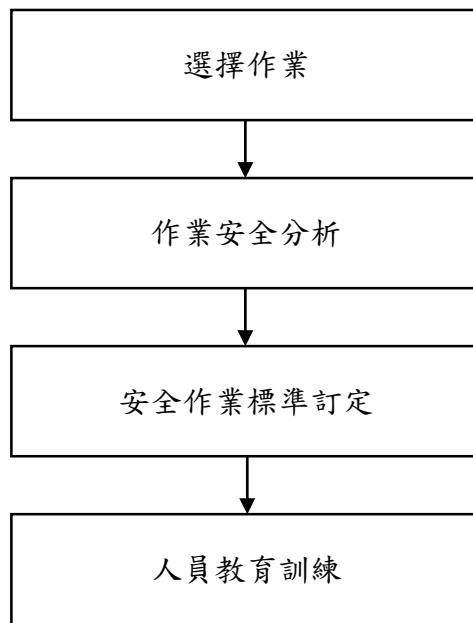 選擇作業
作業安全分析
安全作業標準訂定
人員教育訓練